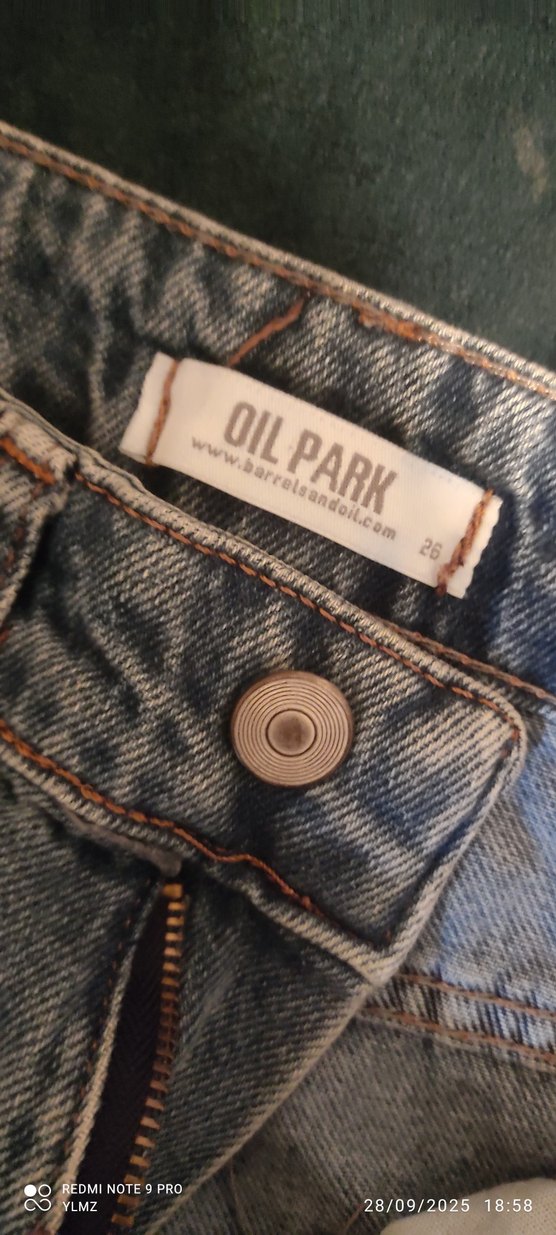 OIL PARK
www.barrelsandoil.com
26
REDMI NOTE 9 PRO
YLMZ
28/09/2025 18:58